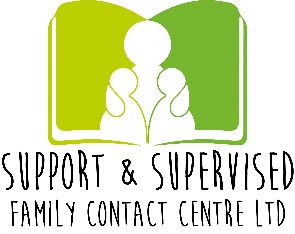 SUPPORT & SUPERVISED
FAMILY CONTACT CENTRE LTD